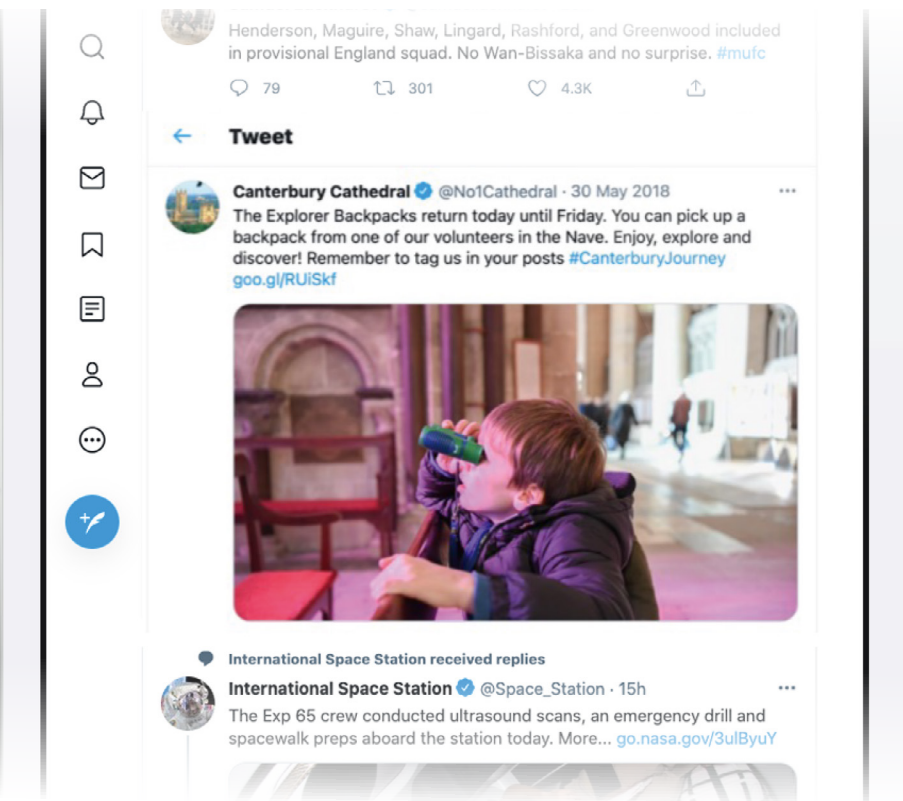 Henderson, Maguire, Shaw, Lingard, Rashford, and Greenwood included
in provisional England squad. No Wan-Bissaka and no surprise. #mufc
79 301 4.3K
Tweet
Canterbury Cathedral @No1Cathedral · 30 May 2018 ···
The Explorer Backpacks return today until Friday. You can pick up a
backpack from one of our volunteers in the Nave. Enjoy, explore and
discover! Remember to tag us in your posts #CanterburyJourney
goo.gl/RUiSkf
International Space Station received replies
International Space Station @Space_Station · 15h ···
The Exp 65 crew conducted ultrasound scans, an emergency drill and
spacewalk preps aboard the station today. More... go.nasa.gov/3ulByuY